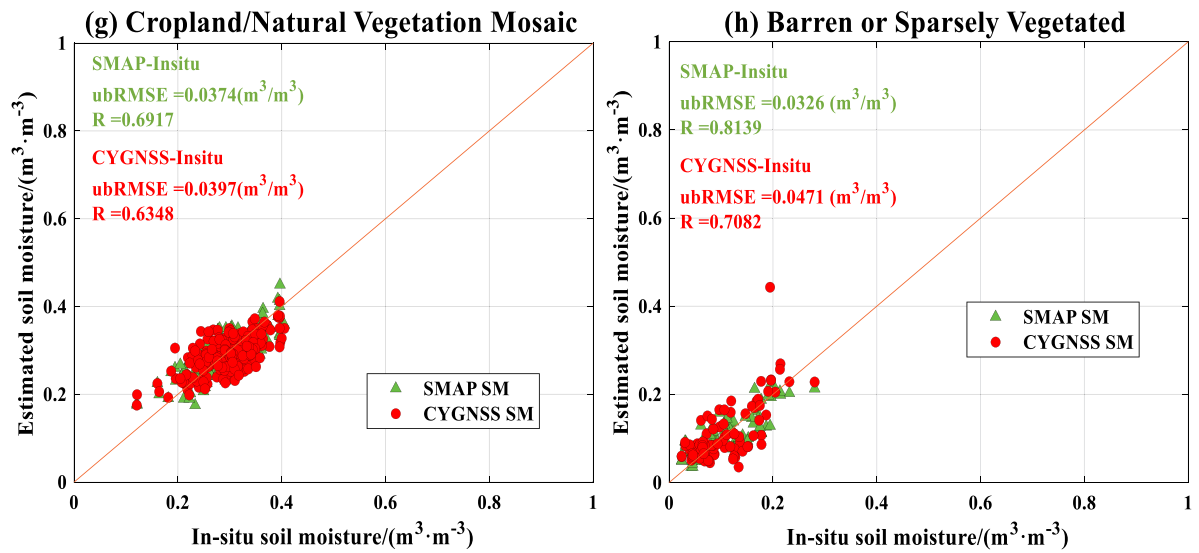 (g) Cropland/Natural Vegetation Mosaic
SMAP-Insitu
ubRMSE =0.0374(m³/m³)
R =0.6917
CYGNSS-Insitu
ubRMSE =0.0397(m³/m³)
R =0.6348
1
0.8
0.6
0.4
0.2
0
Estimated soil moisture/(m³·m⁻³)
SMAP SM
CYGNSS SM
0
0.2
0.4
0.6
0.8
1
In-situ soil moisture/(m³·m⁻³)
(h) Barren or Sparsely Vegetated
SMAP-Insitu
ubRMSE =0.0326 (m³/m³)
R =0.8139
CYGNSS-Insitu
ubRMSE =0.0471 (m³/m³)
R =0.7082
1
0.8
0.6
0.4
0.2
0
Estimated soil moisture/(m³·m⁻³)
SMAP SM
CYGNSS SM
0
0.2
0.4
0.6
0.8
1
In-situ soil moisture/(m³·m⁻³)